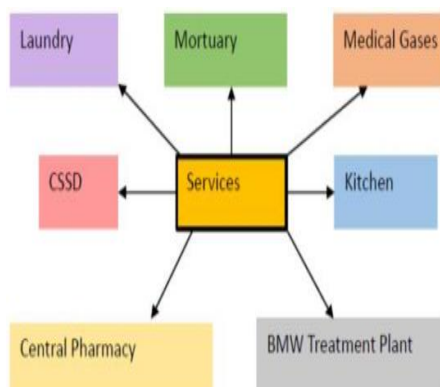 Laundry
Mortuary
Medical Gases
CSSD
Services
Kitchen
Central Pharmacy
BMW Treatment Plant